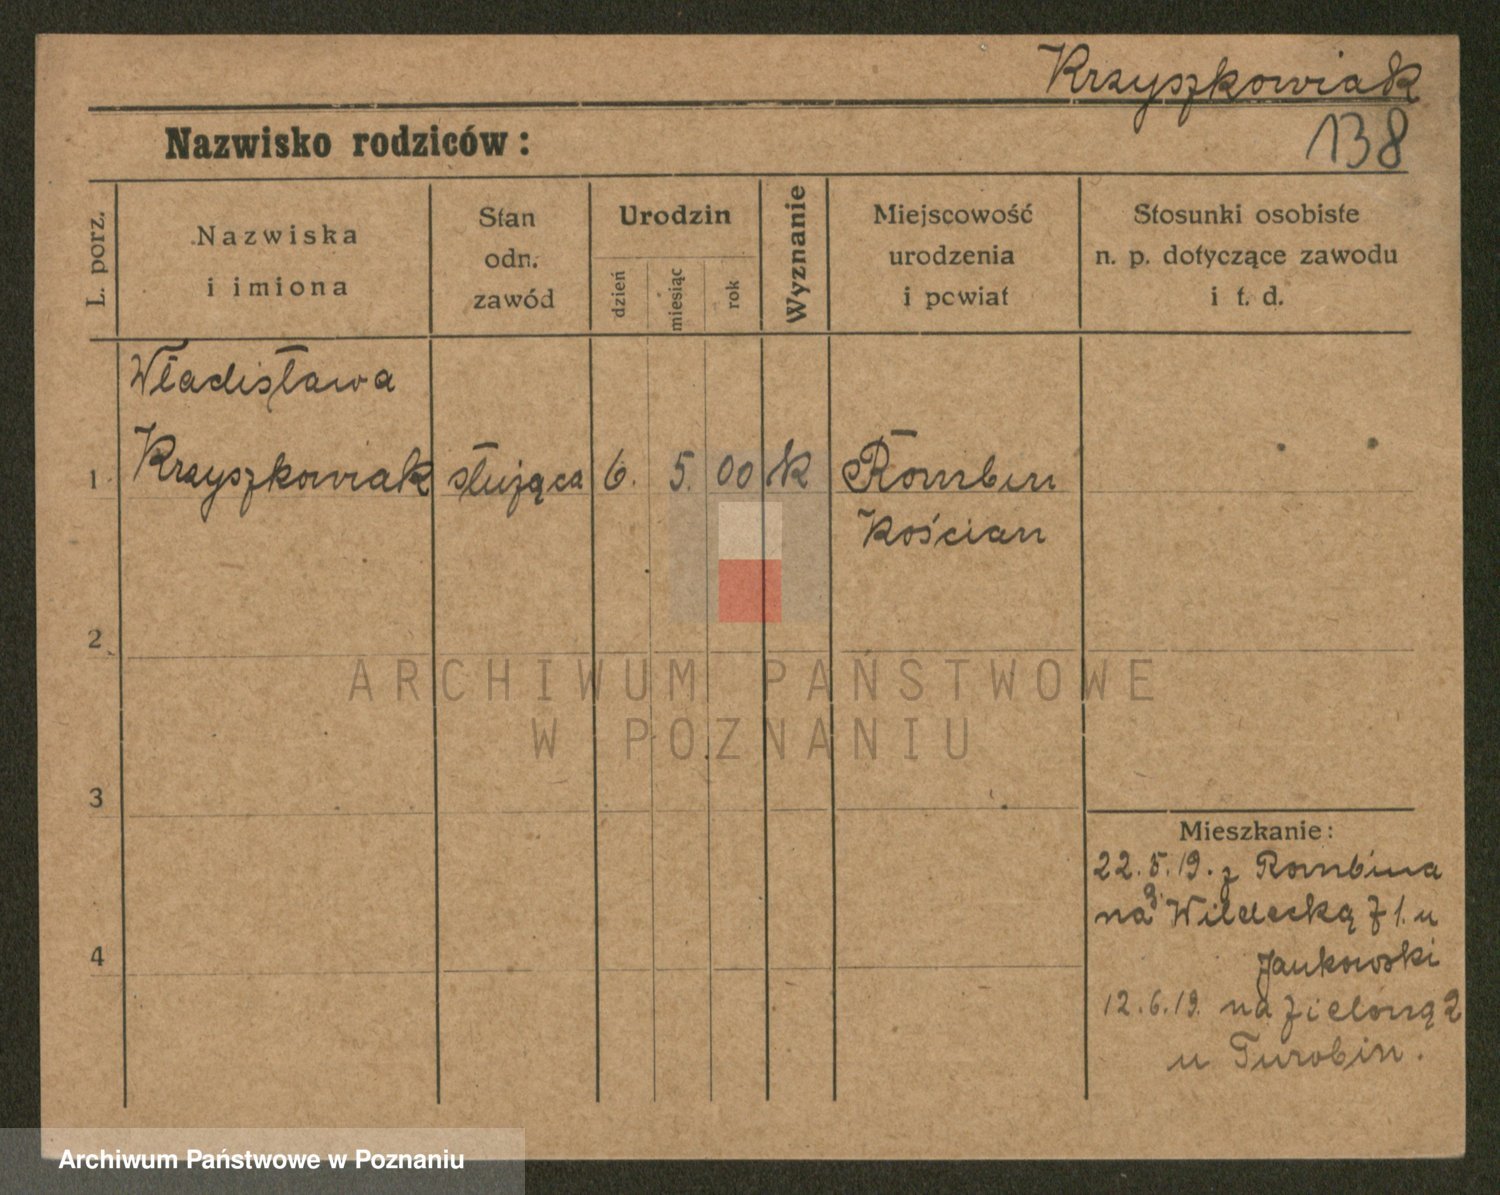 Krzyszkowiak
138
Nazwisko rodziców:
L. porz.
Nazwiska
i imiona
Stan
odn.
zawód
Urodzin
dzień
miesiąc
rok
Wyznanie
Miejscowość
urodzenia
i powiat
Stosunki osobiste
n. p. dotyczące zawodu
i t. d.
Władisława
1 Krzyszkowiak służąca 6. 5. 00 k Rombin
Kościan
2
3
4
ARCHIWUM PAŃSTWOWE
W POZNANIU
Mieszkanie:
22.5.19. z Rombina
na g. Wildecką 71. u
Jankowski
12.6.19. na Zieloną 2
u Turobin.
Archiwum Państwowe w Poznaniu